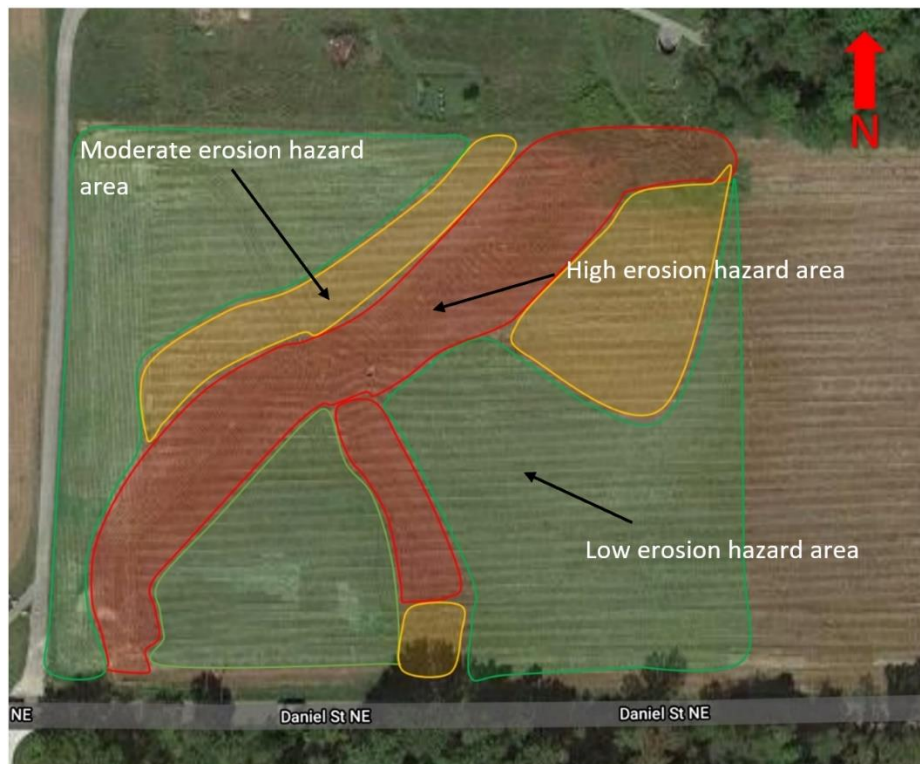 N
Moderate erosion hazard
area
High erosion hazard area
Low erosion hazard area
NE
Daniel St NE
Daniel St NE